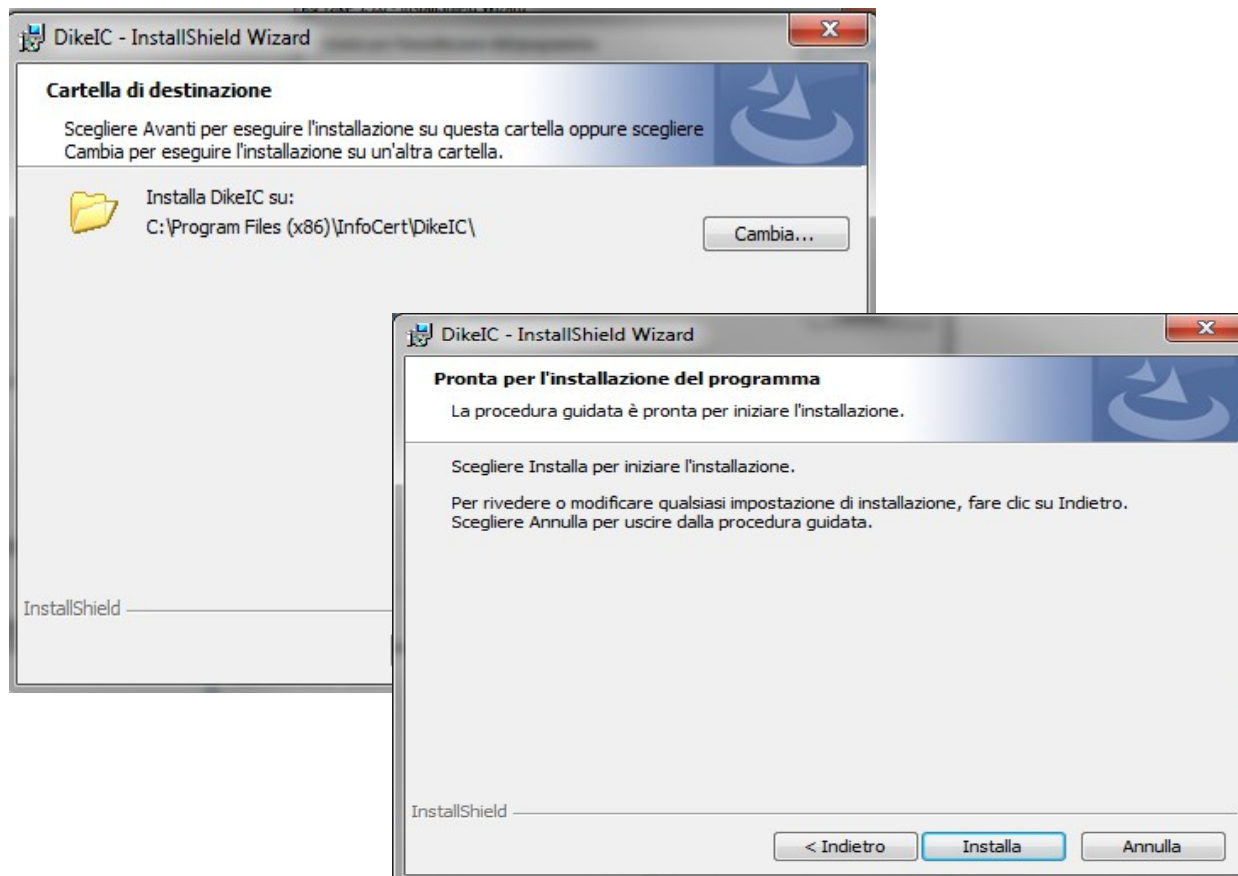 DikeIC - InstallShield Wizard
Cartella di destinazione
Scegliere Avanti per eseguire l'installazione su questa cartella oppure scegliere
Cambia per eseguire l'installazione su un'altra cartella.
Installa DikeIC su:
C:\Program Files (x86)\InfoCert\DikeIC\
Cambia...
InstallShield
DikeIC - InstallShield Wizard
Pronta per l'installazione del programma
La procedura guidata è pronta per iniziare l'installazione.
Scegliere Installa per iniziare l'installazione.
Per rivedere o modificare qualsiasi impostazione di installazione, fare clic su Indietro.
Scegliere Annulla per uscire dalla procedura guidata.
InstallShield
< Indietro
Installa
Annulla